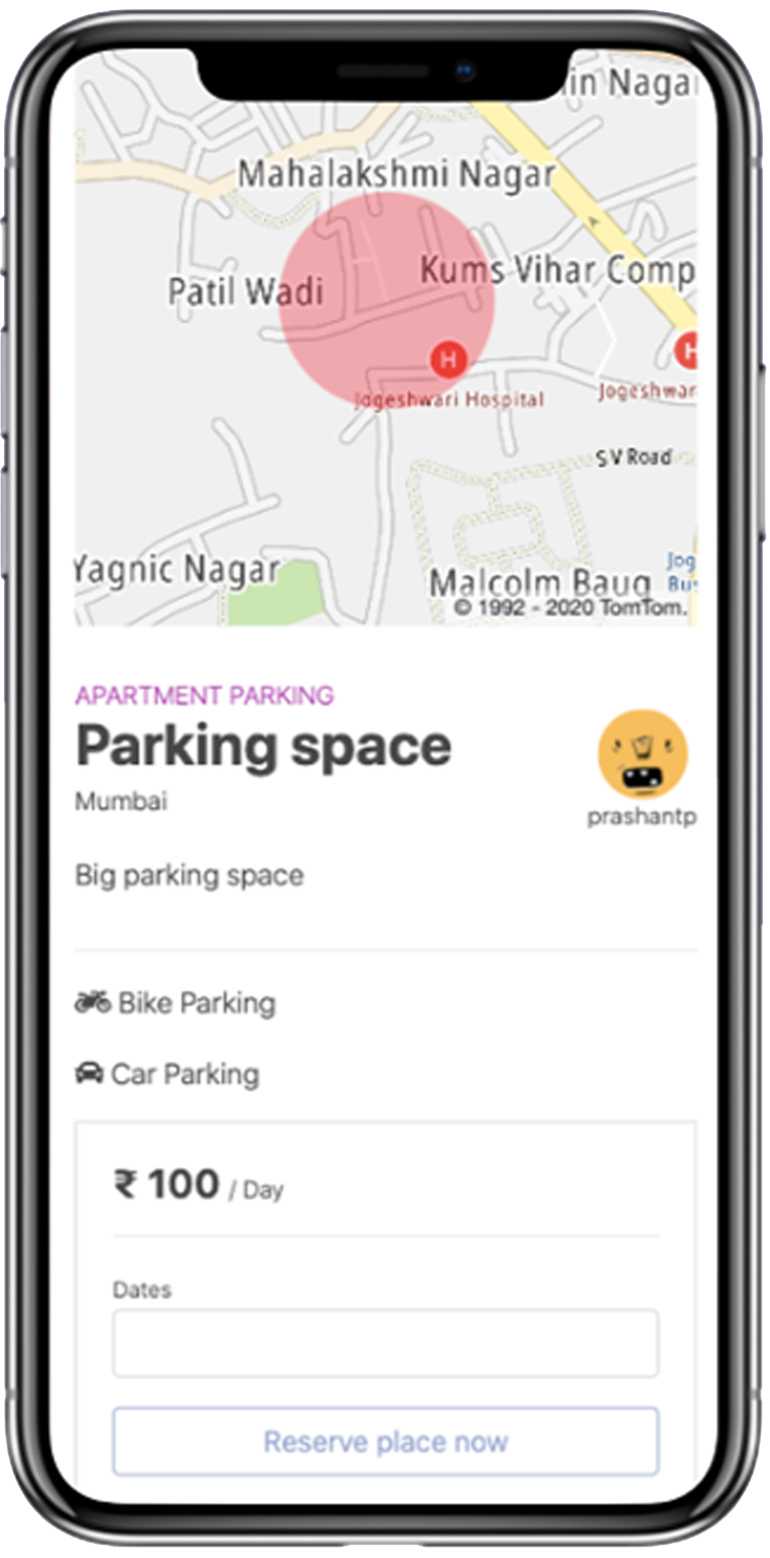 in Nagar
Mahalakshmi Nagar
Kums Vihar Comp
Patil Wadi
H
H
Jogeshwari Hospital
Jogeshwar
S V Road
Yagnic Nagar
Jog
Bus
Malcolm Baug
© 1992 - 2020 TomTom.
APARTMENT PARKING
Parking space
Mumbai
prashantp
Big parking space
Bike Parking
Car Parking
₹ 100 / Day
Dates
Reserve place now